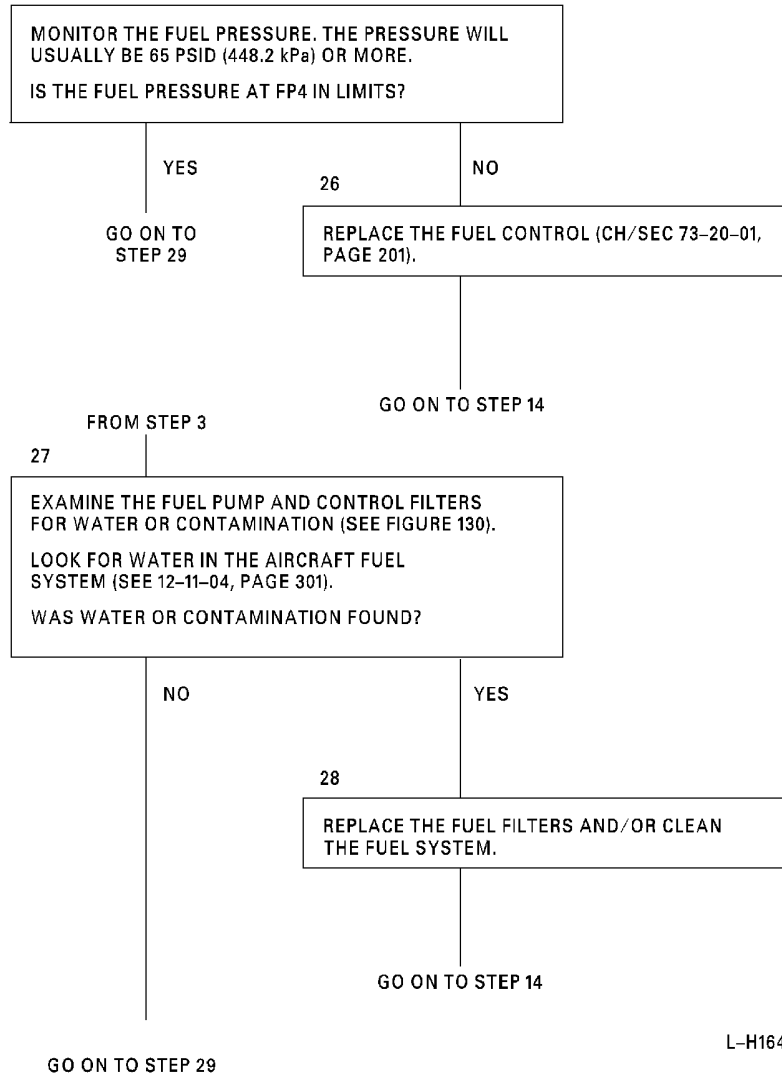 MONITOR THE FUEL PRESSURE. THE PRESSURE WILL
USUALLY BE 65 PSID (448.2 kPa) OR MORE.
IS THE FUEL PRESSURE AT FP4 IN LIMITS?
YES
NO
26
GO ON TO
STEP 29
REPLACE THE FUEL CONTROL (CH/SEC 73–20–01,
PAGE 201).
GO ON TO STEP 14
FROM STEP 3
27
EXAMINE THE FUEL PUMP AND CONTROL FILTERS
FOR WATER OR CONTAMINATION (SEE FIGURE 130).
LOOK FOR WATER IN THE AIRCRAFT FUEL
SYSTEM (SEE 12–11–04, PAGE 301).
WAS WATER OR CONTAMINATION FOUND?
NO
YES
28
REPLACE THE FUEL FILTERS AND/OR CLEAN
THE FUEL SYSTEM.
GO ON TO STEP 14
L–H164
GO ON TO STEP 29